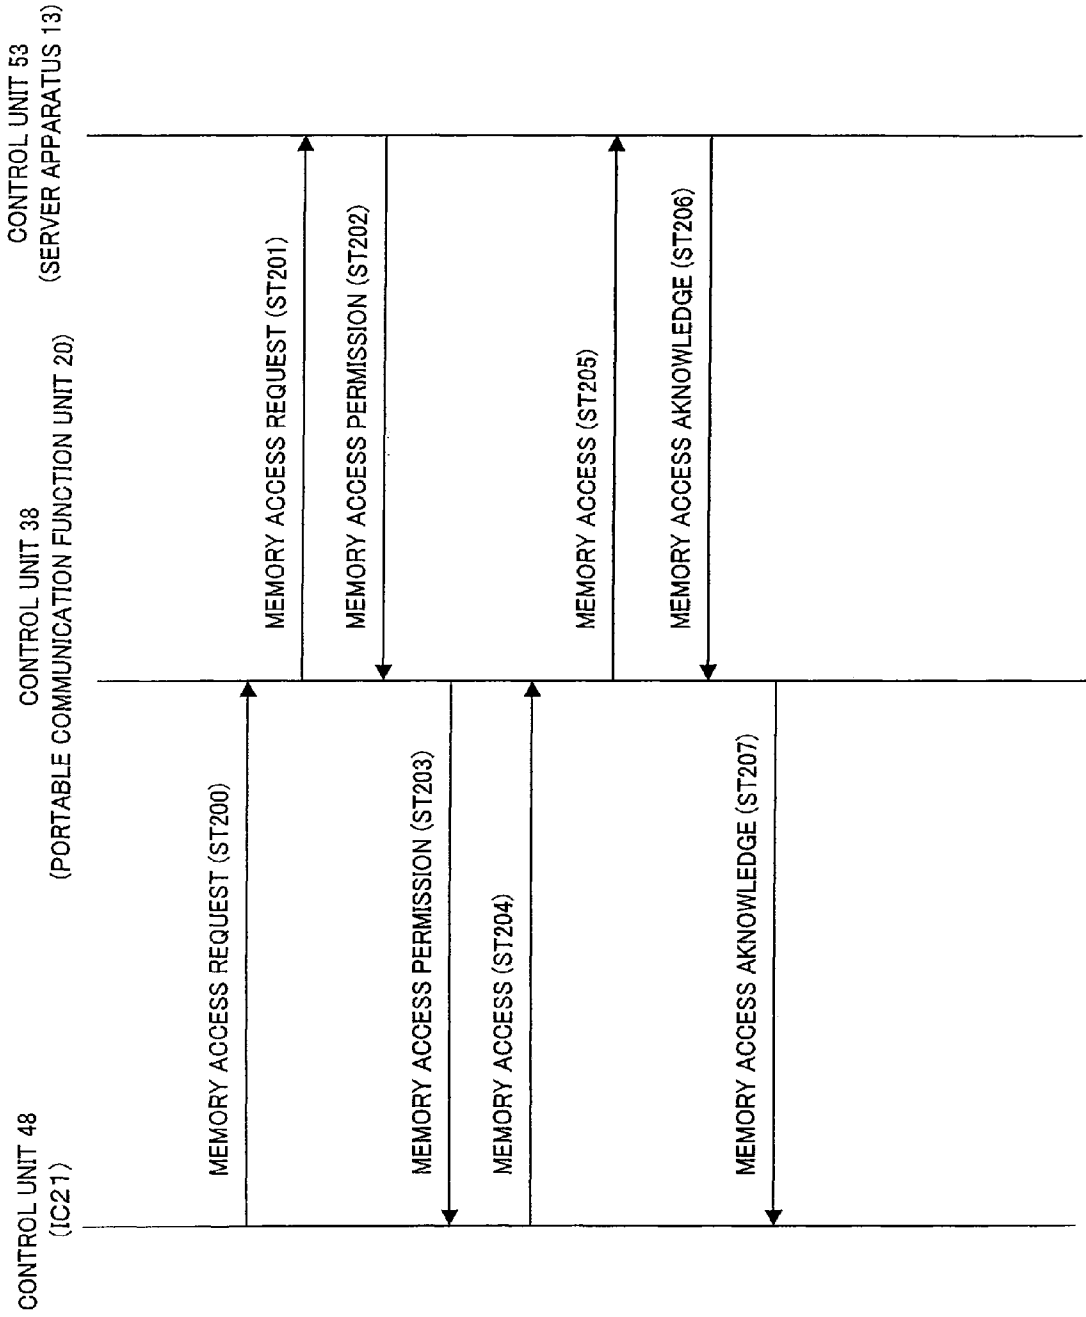 CONTROL UNIT 48
(IC21)
CONTROL UNIT 38
(PORTABLE COMMUNICATION FUNCTION UNIT 20)
CONTROL UNIT 53
(SERVER APPARATUS 13)
MEMORY ACCESS REQUEST (ST200)
MEMORY ACCESS REQUEST (ST201)
MEMORY ACCESS PERMISSION (ST202)
MEMORY ACCESS PERMISSION (ST203)
MEMORY ACCESS (ST204)
MEMORY ACCESS (ST205)
MEMORY ACCESS AKNOWLEDGE (ST206)
MEMORY ACCESS AKNOWLEDGE (ST207)